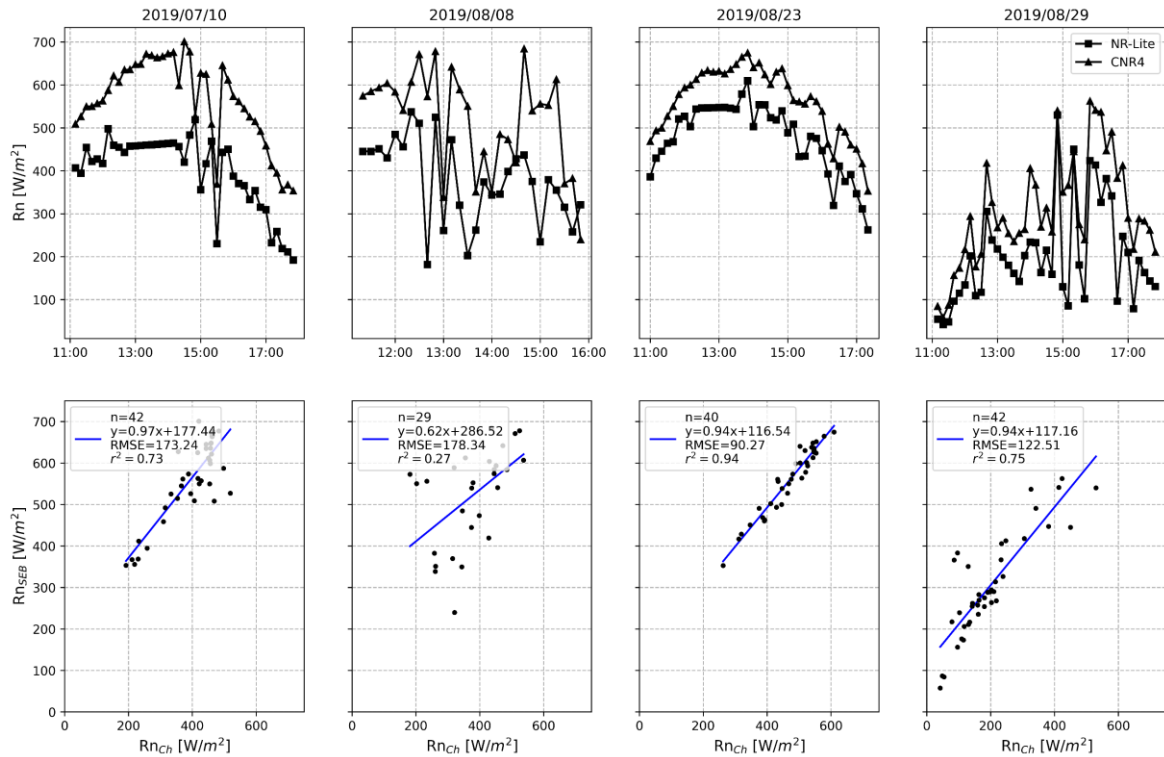 2019/07/10
2019/08/08
2019/08/23
2019/08/29
Rn [W/m²]
700
600
500
400
300
200
100
11:00 13:00 15:00 17:00
12:00 13:00 14:00 15:00 16:00
11:00 13:00 15:00 17:00
11:00 13:00 15:00 17:00
NR-Lite
CNR4
Rn_SEB [W/m²]
700
600
500
400
300
200
100
0
n=42
y=0.97x+177.44
RMSE=173.24
r² = 0.73
n=29
y=0.62x+286.52
RMSE=178.34
r² = 0.27
n=40
y=0.94x+116.54
RMSE=90.27
r² = 0.94
n=42
y=0.94x+117.16
RMSE=122.51
r² = 0.75
0 200 400 600
0 200 400 600
0 200 400 600
0 200 400 600
Rn_Ch [W/m²]
Rn_Ch [W/m²]
Rn_Ch [W/m²]
Rn_Ch [W/m²]